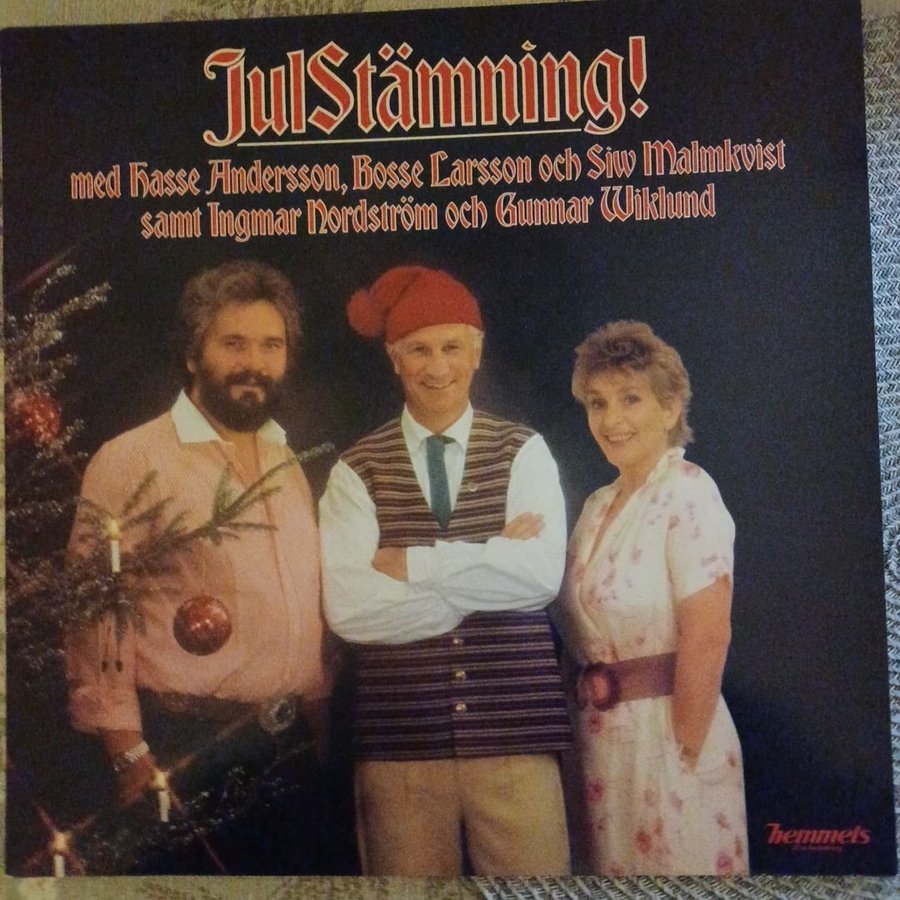 JulStämning!
med Hasse Andersson, Bosse Larsson och Siw Malmkvist
samt Ingmar Nordström och Gunnar Wiklund
hemmets